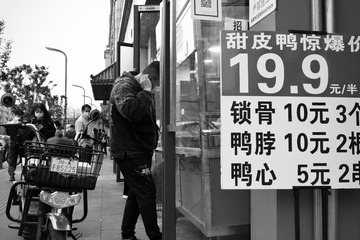 招
甜皮鸭惊爆价
19.9元/半
锁骨 10元 3个
鸭脖 10元 2根
鸭心 5元 2串